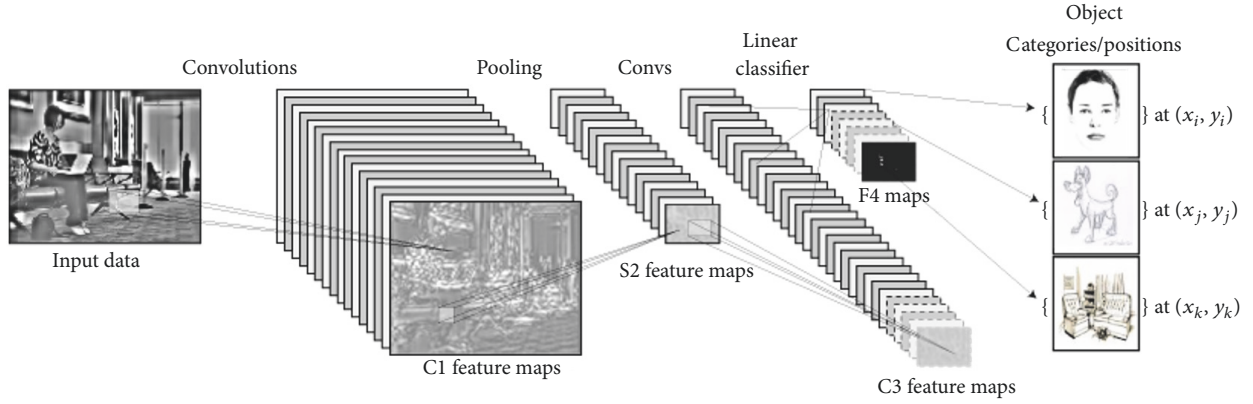 Object
Categories/positions
Linear
classifier
Convolutions
Pooling
Convs
{ } at (xᵢ, yᵢ)
F4 maps
{ } at (xⱼ, yⱼ)
Input data
S2 feature maps
{ } at (xₖ, yₖ)
C1 feature maps
C3 feature maps